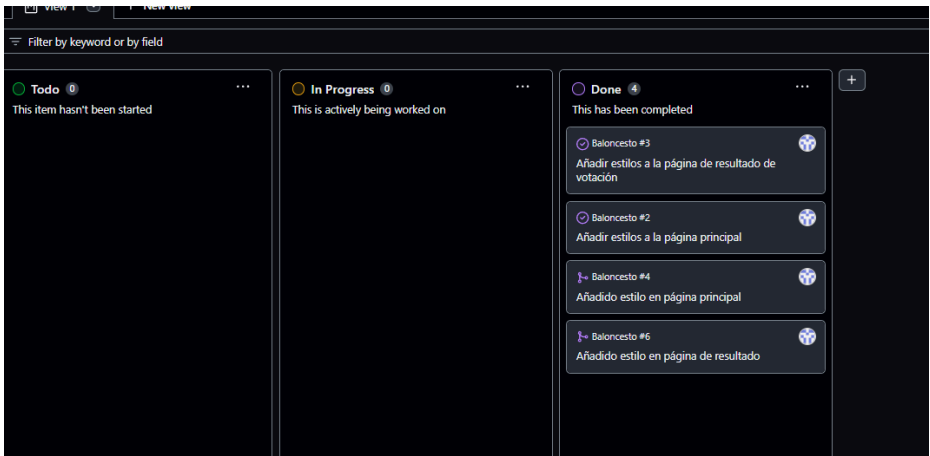 View 1
+ New view
Filter by keyword or by field
Todo 0 ...
This item hasn't been started
In Progress 0 ...
This is actively being worked on
Done 4 ...
This has been completed
Baloncesto #3
Añadir estilos a la página de resultado de
votación
Baloncesto #2
Añadir estilos a la página principal
Baloncesto #4
Añadido estilo en página principal
Baloncesto #6
Añadido estilo en página de resultado
+